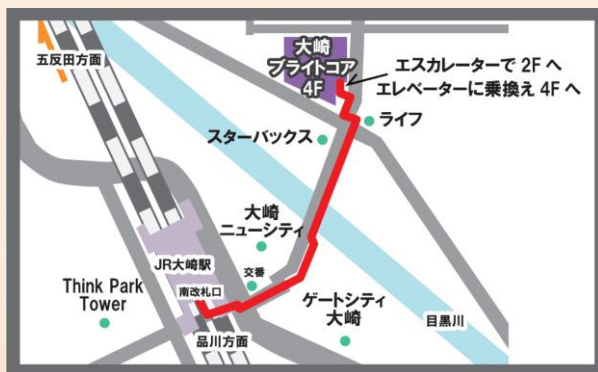 五反田方面
大崎
ブライトコア
4F
エスカレーターで 2F へ
エレベーターに乗換え 4F へ
スターバックス
ライフ
大崎
ニューシティ
JR大崎駅
交番
南改札口
Think Park
Tower
ゲートシティ
大崎
目黒川
品川方面